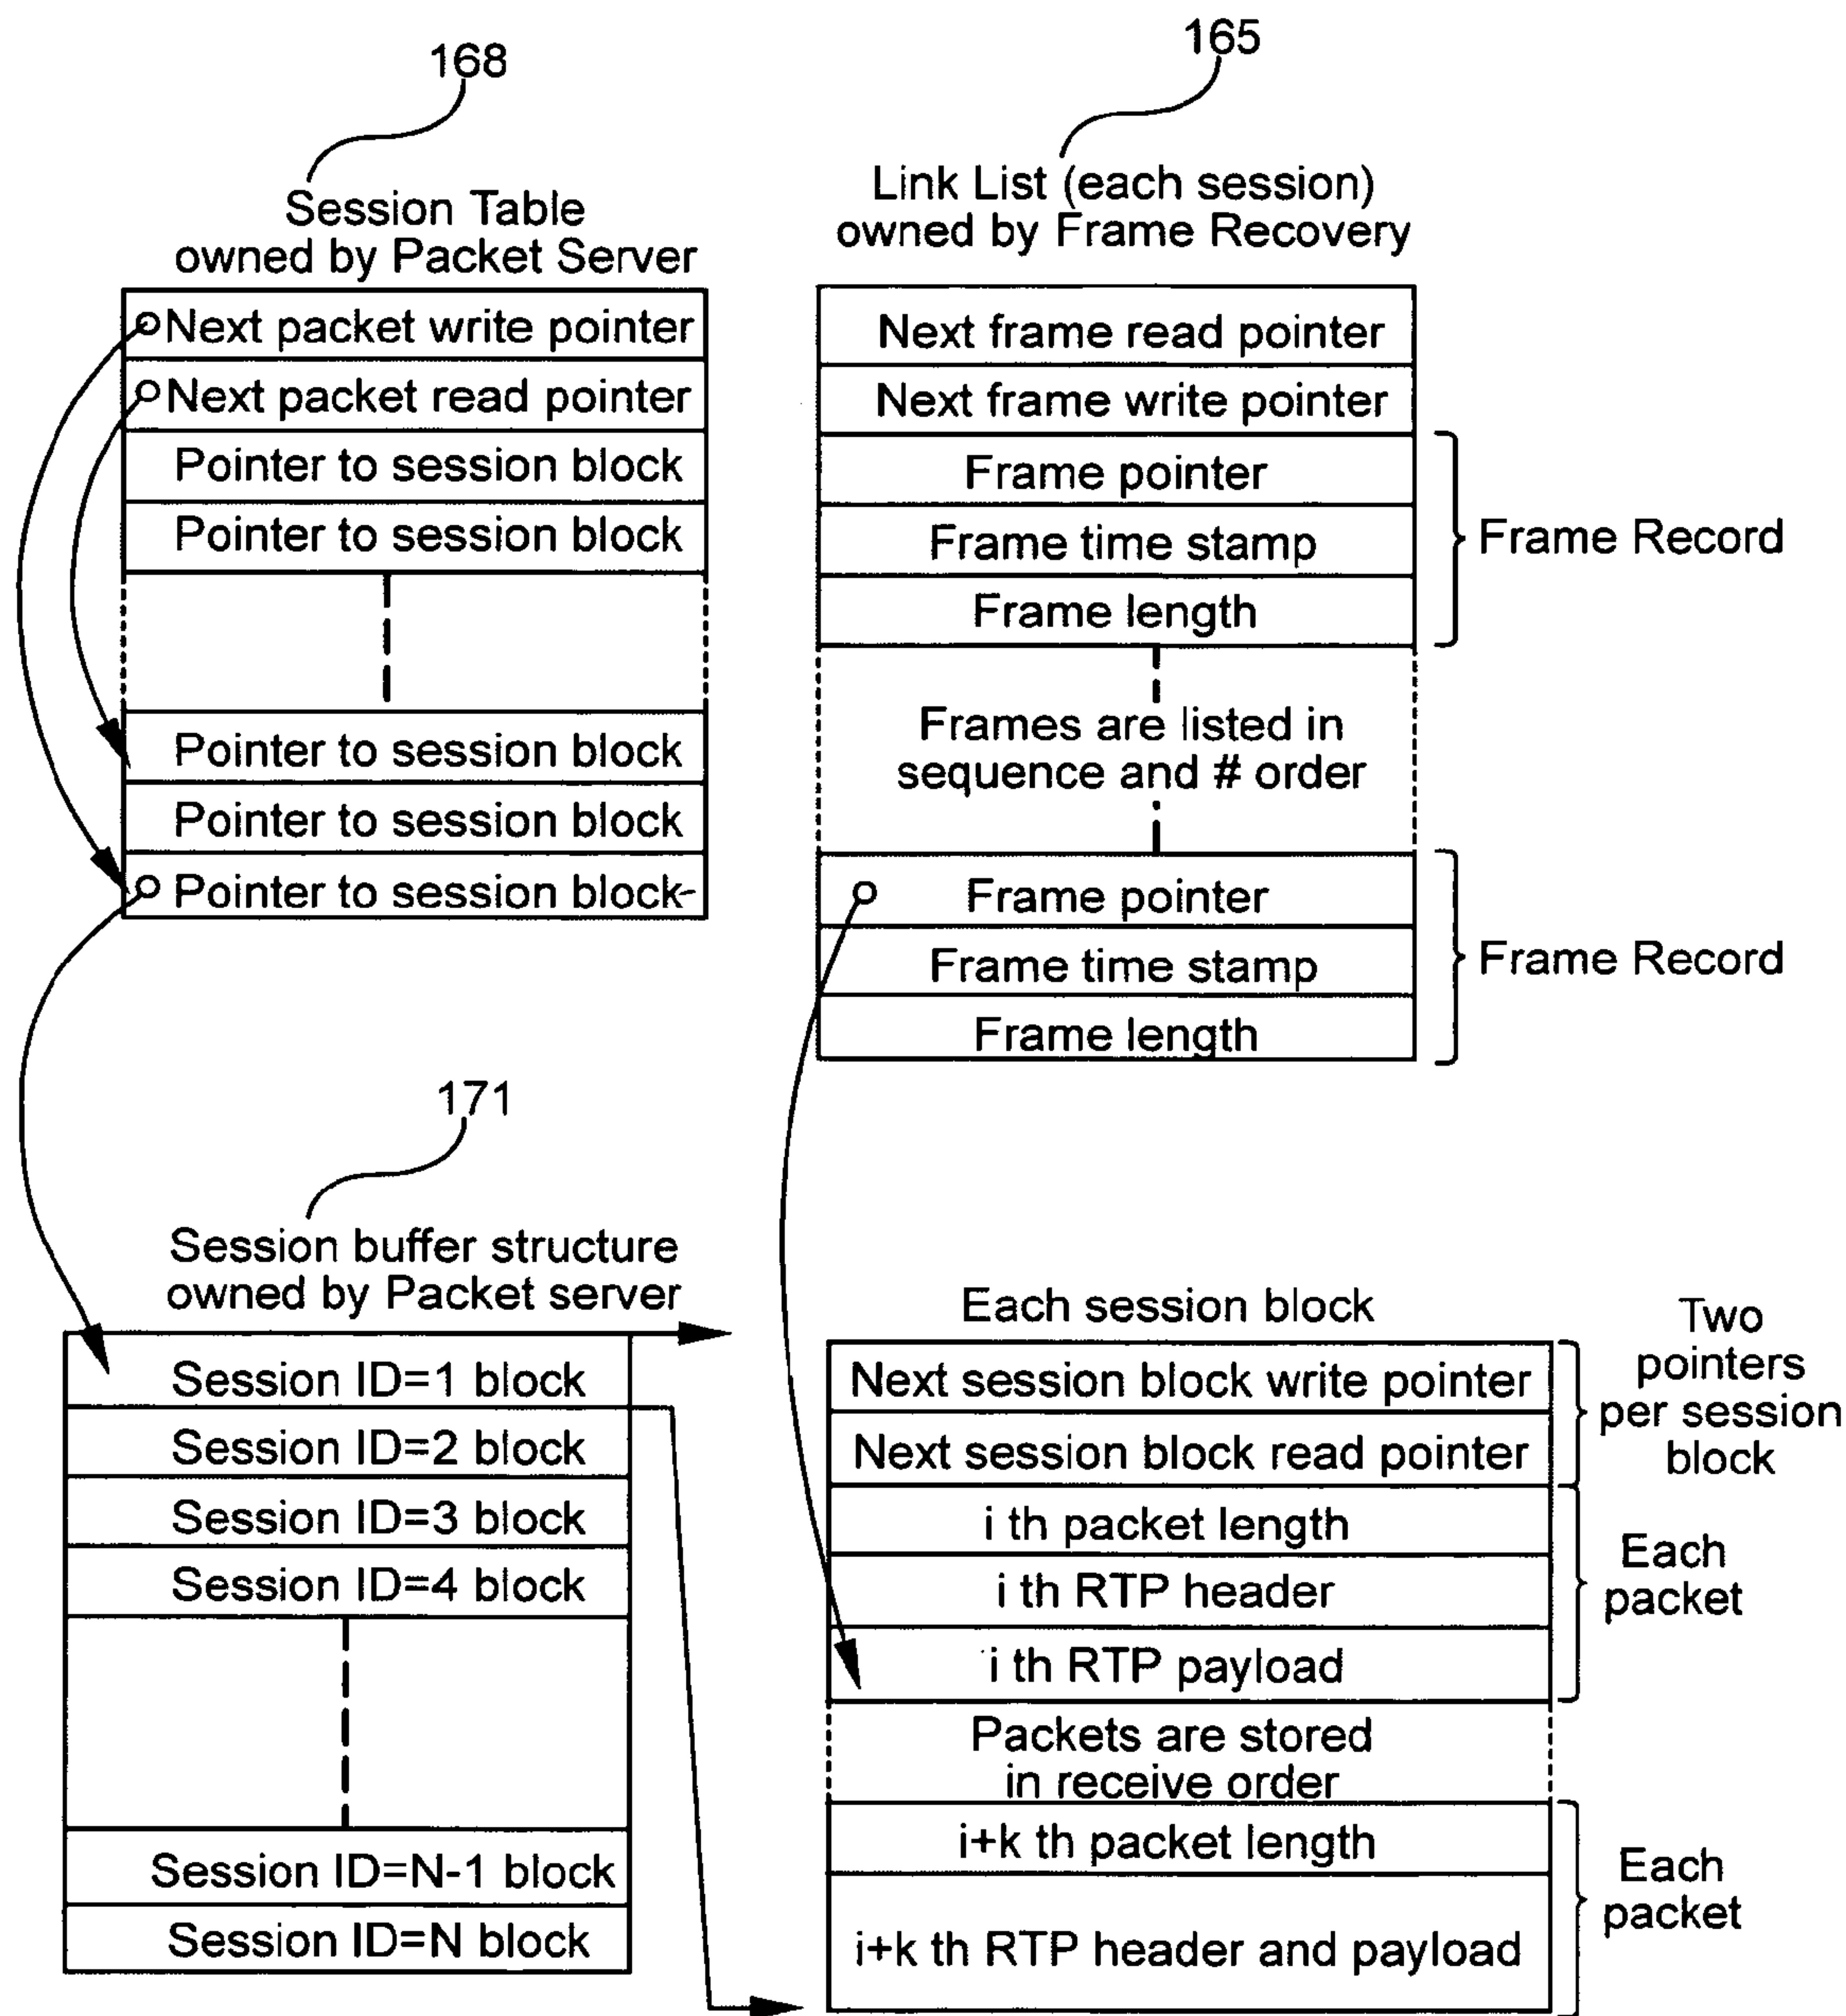 168
Session Table
owned by Packet Server
Next packet write pointer
Next packet read pointer
Pointer to session block
Pointer to session block
Pointer to session block
Pointer to session block
Pointer to session block
165
Link List (each session)
owned by Frame Recovery
Next frame read pointer
Next frame write pointer
Frame pointer
Frame time stamp
Frame length
Frame Record
Frames are listed in
sequence and # order
Frame pointer
Frame time stamp
Frame length
Frame Record
171
Session buffer structure
owned by Packet server
Session ID=1 block
Session ID=2 block
Session ID=3 block
Session ID=4 block
Session ID=N-1 block
Session ID=N block
Each session block
Next session block write pointer
Next session block read pointer
Two
pointers
per session
block
i th packet length
i th RTP header
i th RTP payload
Each
packet
Packets are stored
in receive order
i+k th packet length
i+k th RTP header and payload
Each
packet